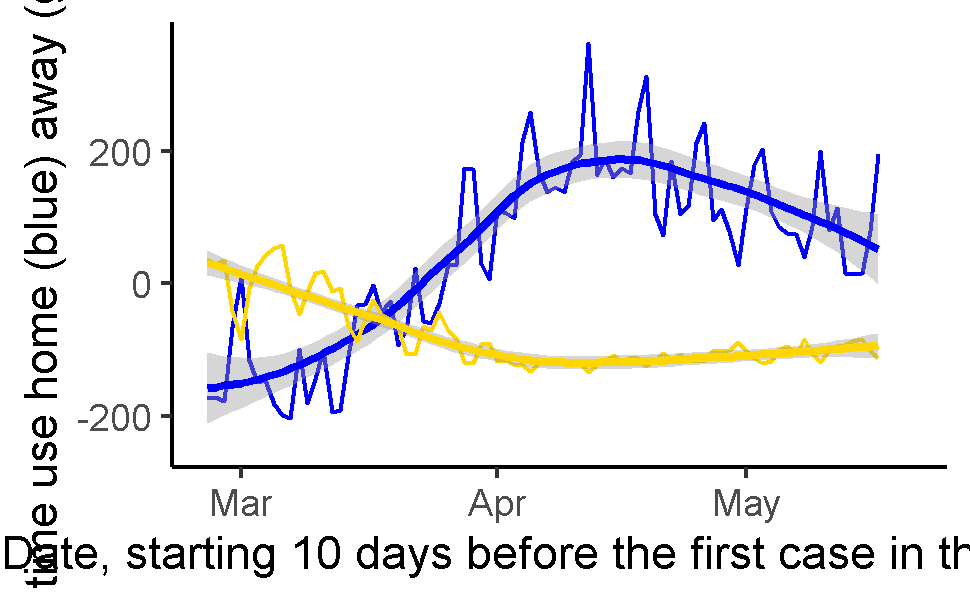 time use home (blue) away (
200
0
-200
Mar Apr May
Date, starting 10 days before the first case in th